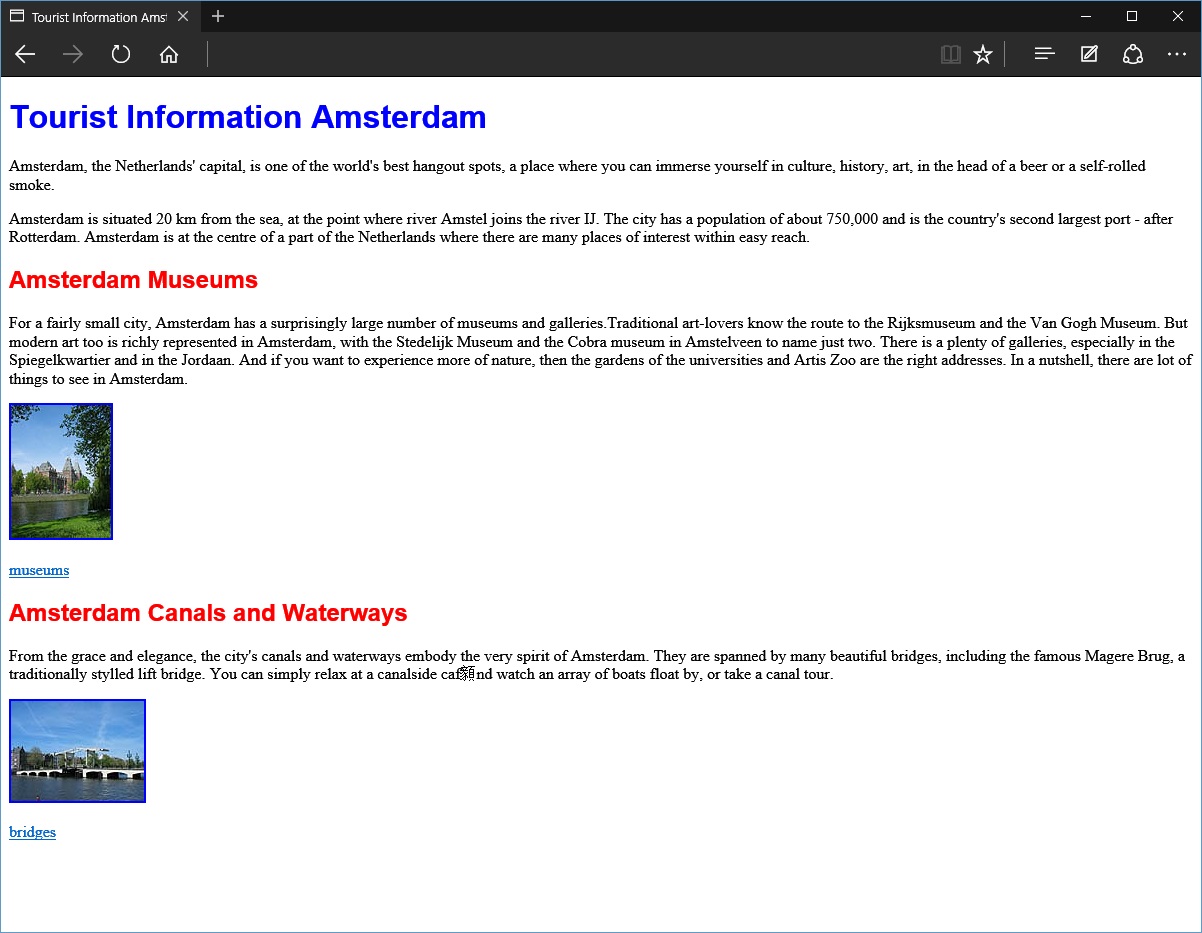 Tourist Information Amst
Tourist Information Amsterdam
Amsterdam, the Netherlands' capital, is one of the world's best hangout spots, a place where you can immerse yourself in culture, history, art, in the head of a beer or a self-rolled
smoke.
Amsterdam is situated 20 km from the sea, at the point where river Amstel joins the river IJ. The city has a population of about 750,000 and is the country's second largest port - after
Rotterdam. Amsterdam is at the centre of a part of the Netherlands where there are many places of interest within easy reach.
Amsterdam Museums
For a fairly small city, Amsterdam has a surprisingly large number of museums and galleries.Traditional art-lovers know the route to the Rijksmuseum and the Van Gogh Museum. But
modern art too is richly represented in Amsterdam, with the Stedelijk Museum and the Cobra museum in Amstelveen to name just two. There is a plenty of galleries, especially in the
Spiegelkwartier and in the Jordaan. And if you want to experience more of nature, then the gardens of the universities and Artis Zoo are the right addresses. In a nutshell, there are lot of
things to see in Amsterdam.
museums
Amsterdam Canals and Waterways
From the grace and elegance, the city's canals and waterways embody the very spirit of Amsterdam. They are spanned by many beautiful bridges, including the famous Magere Brug, a
traditionally stylled lift bridge. You can simply relax at a canalside watch an array of boats float by, or take a canal tour.
bridges